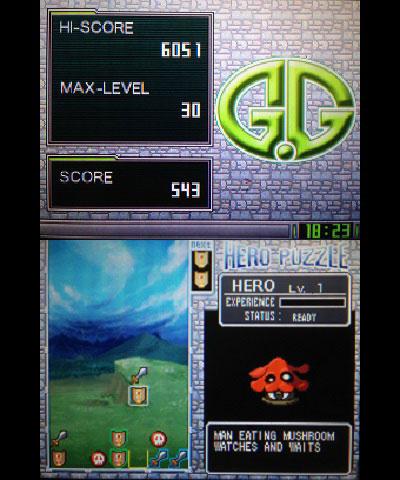 HI-SCORE
6051
MAX-LEVEL
30
G.G
SCORE
543
18:23
NEXT
HERO PUZZLE
HERO Lv. 1
EXPERIENCE
STATUS: READY
MAN EATING MUSHROOM
WATCHES AND WAITS